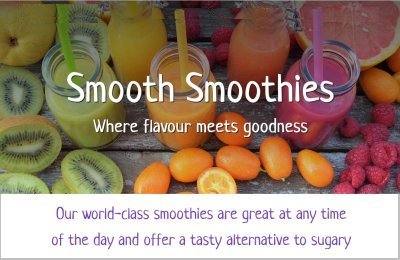 Smooth Smoothies
Where flavour meets goodness
Our world-class smoothies are great at any time
of the day and offer a tasty alternative to sugary